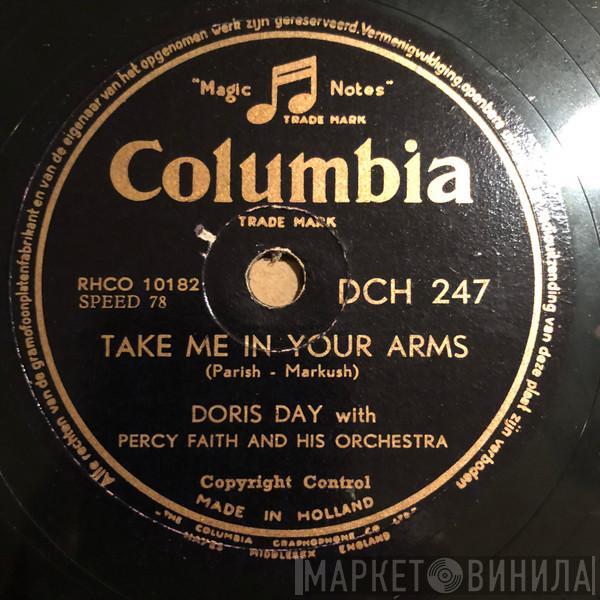 Alle rechten van de gramofoonplatenfabrikant en van de eigenaar van het opgenomen werk zijn gereserveerd. Vermenigvuldiging, openbare
van deze plaat zijn verboden
"Magic Notes"
TRADE MARK
Columbia
TRADE MARK
RHCO 10182
DCH 247
SPEED 78
TAKE ME IN YOUR ARMS
(Parish - Markush)
DORIS DAY with
PERCY FAITH AND HIS ORCHESTRA
Copyright Control
MADE IN HOLLAND
THE COLUMBIA GRAPHOPHONE CO LTD
HAYES MIDDLESEX ENGLAND
МАРКЕТ ВИНИЛА